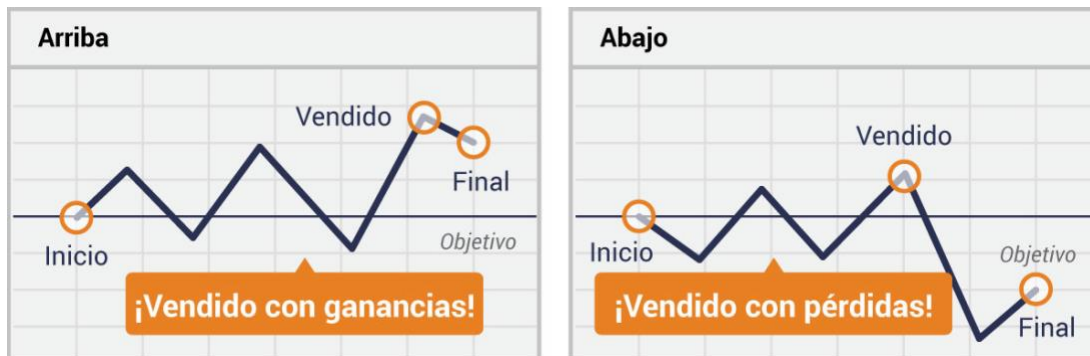 Arriba
Vendido
Final
Inicio
Objetivo
¡Vendido con ganancias!
Abajo
Vendido
Inicio
Objetivo
¡Vendido con pérdidas!
Final